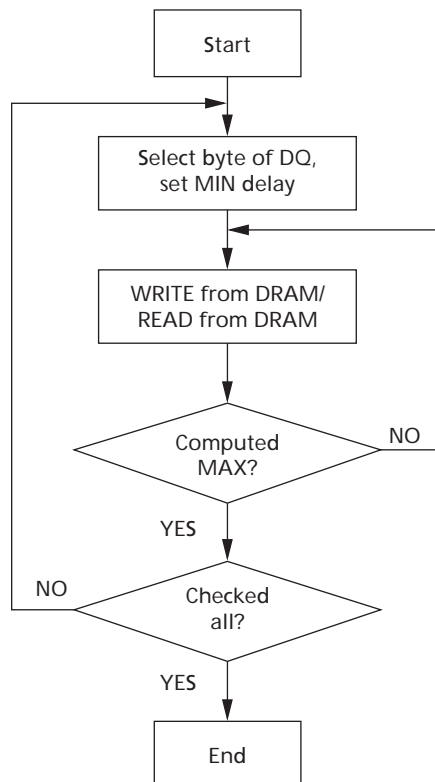 Start
Select byte of DQ,
set MIN delay
WRITE from DRAM/
READ from DRAM
Computed
MAX?
NO
YES
NO
Checked
all?
YES
End